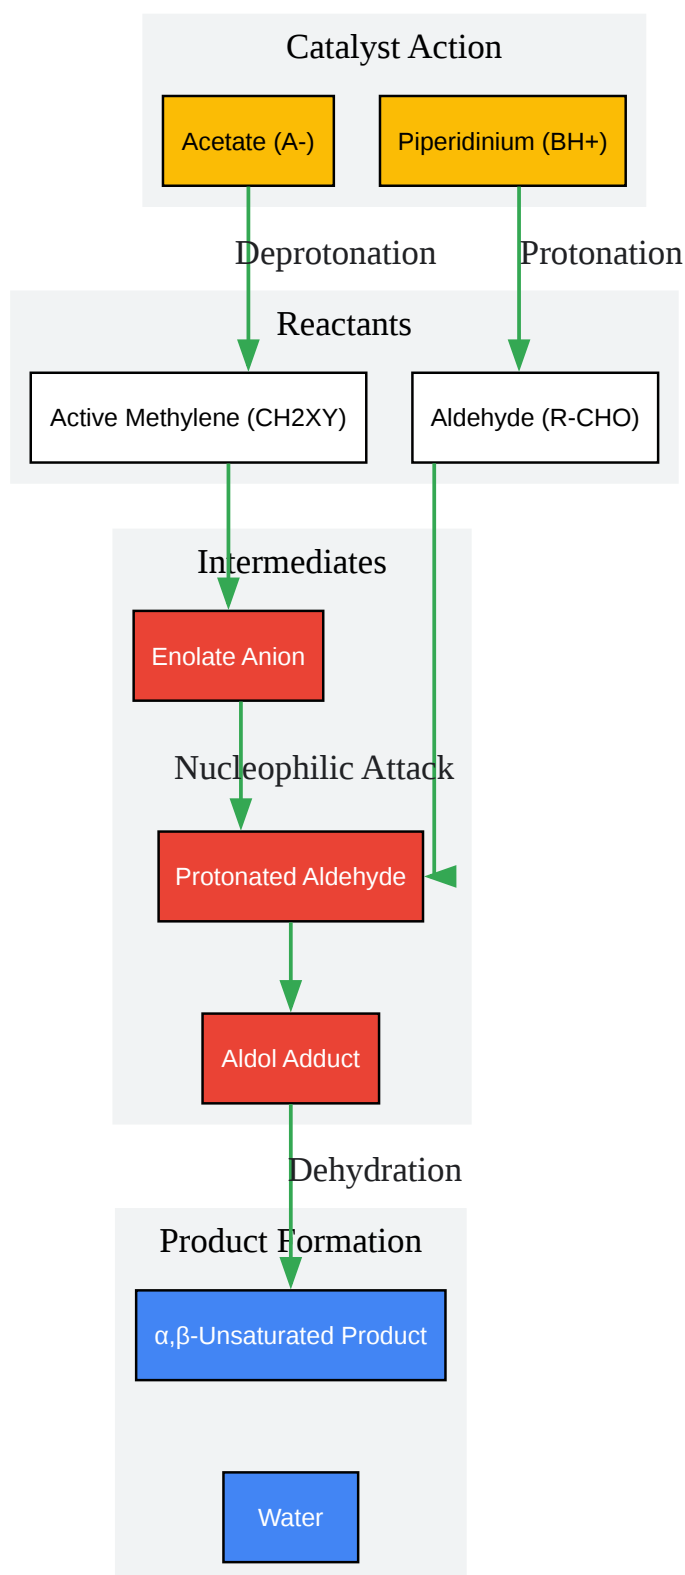 Catalyst Action
Acetate (A-)
Piperidinium (BH+)
Deprotonation
Protonation
Reactants
Active Methylene (CH2XY)
Aldehyde (R-CHO)
Intermediates
Enolate Anion
Nucleophilic Attack
Protonated Aldehyde
Aldol Adduct
Dehydration
Product Formation
α,β-Unsaturated Product
Water